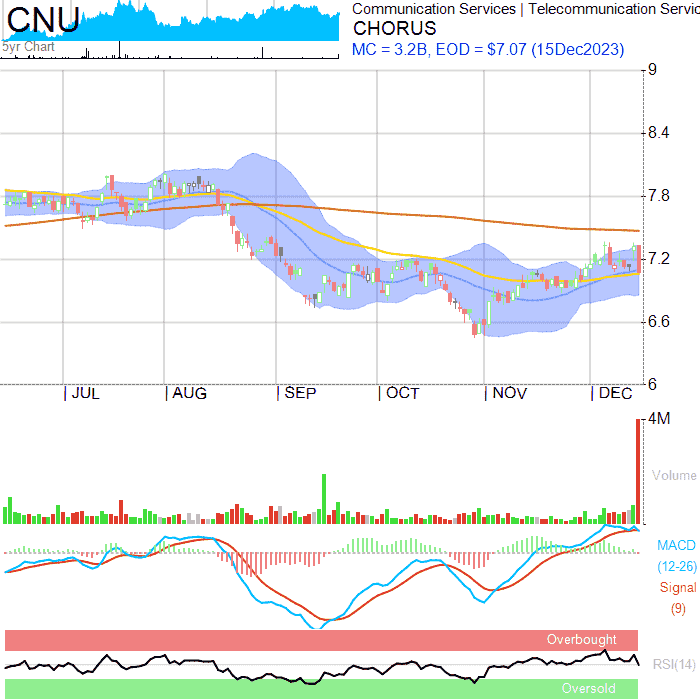 CNU
5yr Chart
Communication Services | Telecommunication Servic
CHORUS
MC = 3.2B, EOD = $7.07 (15Dec2023)
9
8.4
7.8
7.2
6.6
6
JUL
AUG
SEP
OCT
NOV
DEC
4M
Volume
MACD
(12-26)
Signal
(9)
Overbought
RSI(14)
Oversold